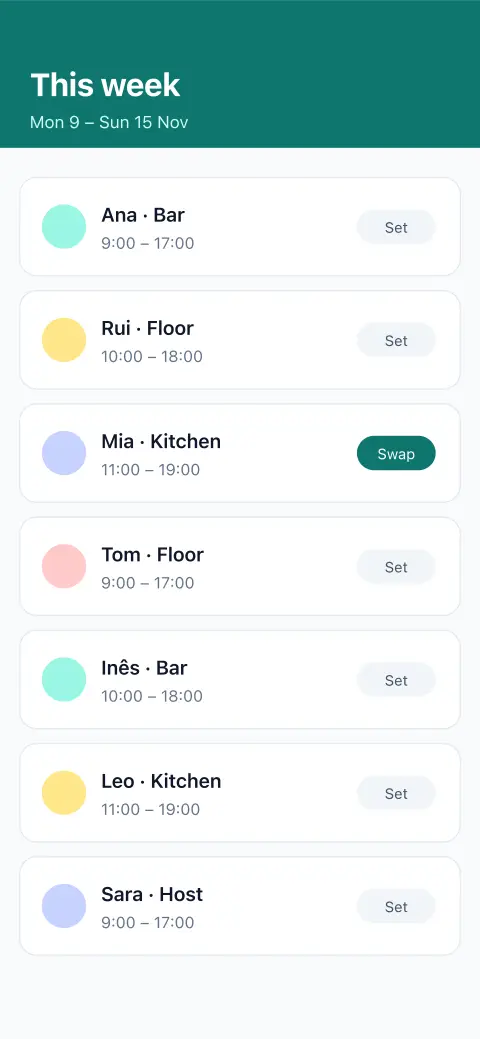 This week
Mon 9 – Sun 15 Nov
Ana · Bar
9:00 – 17:00
Set
Rui · Floor
10:00 – 18:00
Set
Mia · Kitchen
11:00 – 19:00
Swap
Tom · Floor
9:00 – 17:00
Set
Inês · Bar
10:00 – 18:00
Set
Leo · Kitchen
11:00 – 19:00
Set
Sara · Host
9:00 – 17:00
Set